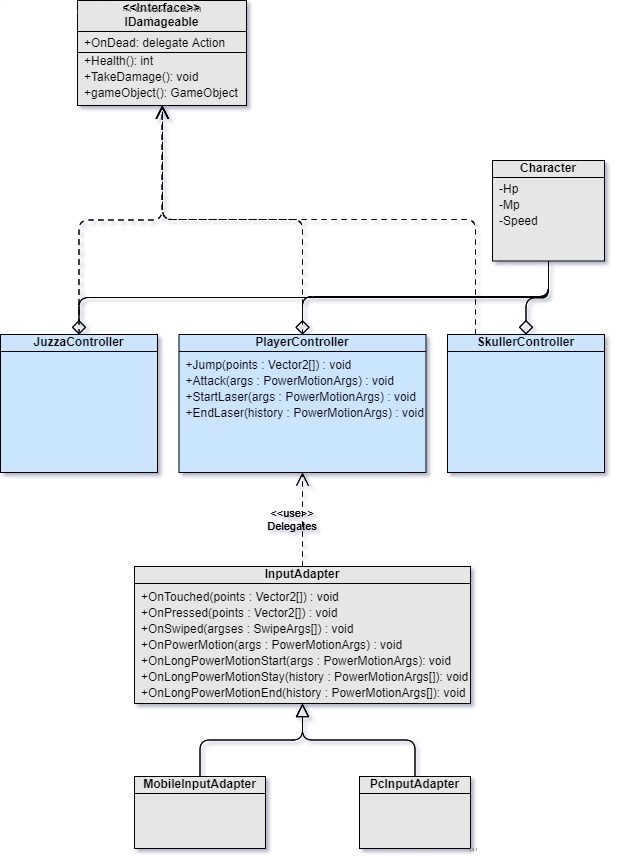 <<Interface>>
IDamageable
+OnDead: delegate Action
+Health(): int
+TakeDamage(): void
+gameObject(): GameObject
Character
-Hp
-Mp
-Speed
JuzzaController
PlayerController
+Jump(points : Vector2[]) : void
+Attack(args : PowerMotionArgs) : void
+StartLaser(args : PowerMotionArgs) : void
+EndLaser(history : PowerMotionArgs) : void
SkullerController
<<use>>
Delegates
InputAdapter
+OnTouched(points : Vector2[]) : void
+OnPressed(points : Vector2[]) : void
+OnSwiped(argses : SwipeArgs[]) : void
+OnPowerMotion(args : PowerMotionArgs) : void
+OnLongPowerMotionStart(args : PowerMotionArgs): void
+OnLongPowerMotionStay(history : PowerMotionArgs[]): void
+OnLongPowerMotionEnd(history : PowerMotionArgs[]): void
MobileInputAdapter
PcInputAdapter